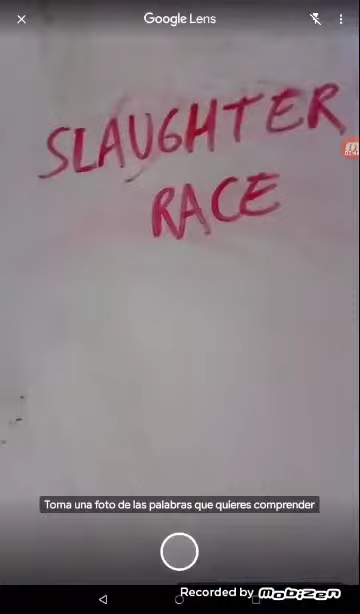 Google Lens
SLAUGHTER
RACE
Toma una foto de las palabras que quieres comprender
Recorded by Mobizen